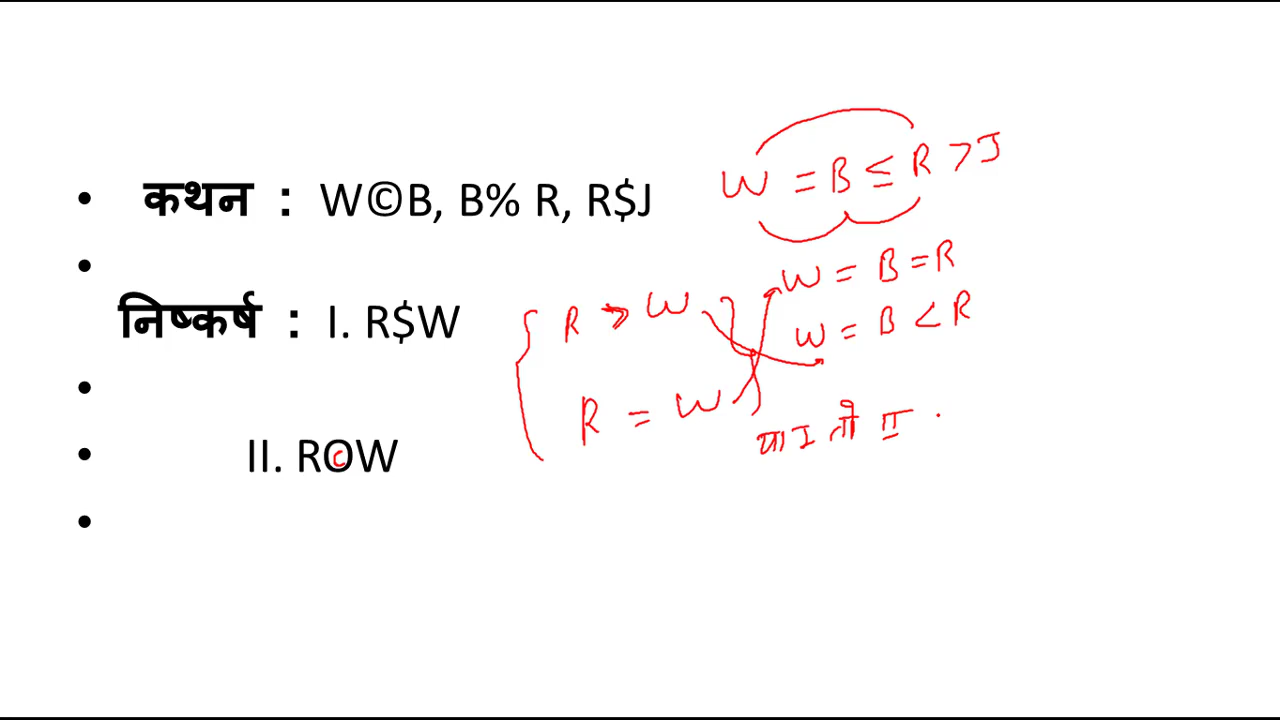 • कथन : W©B, B% R, R$J
W = B ≤ R > J
•
W = B = R
• निष्कर्ष : I. R$W
R > W
W = B < R
•
R = W
या I तो II .
• II. R©W
•